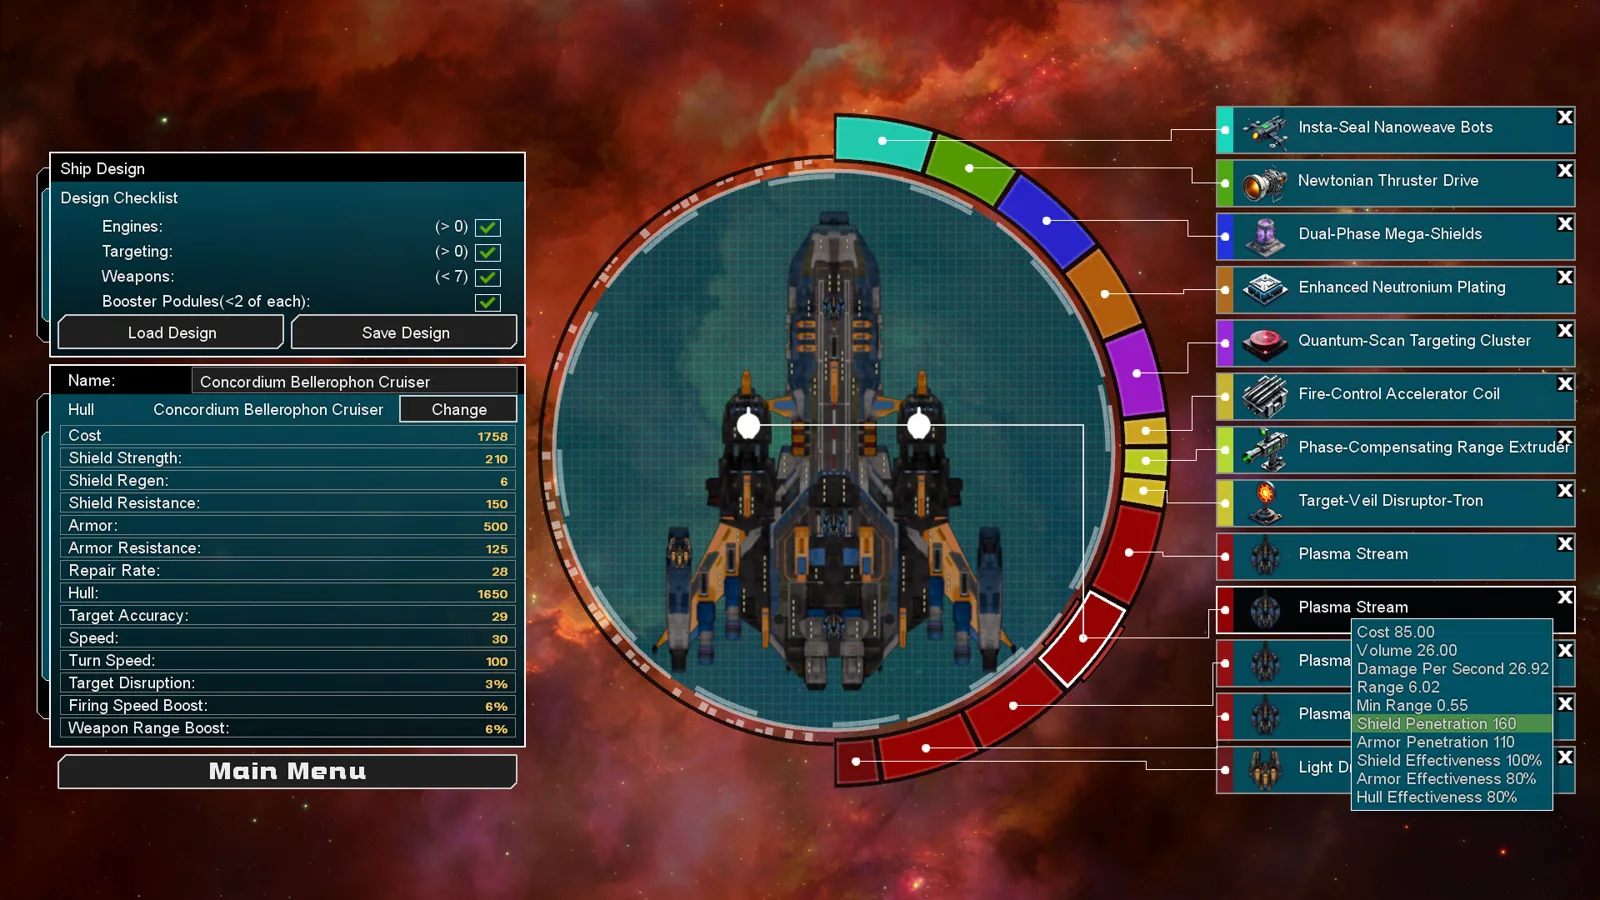 Ship Design
Design Checklist
Engines: (> 0)
Targeting: (> 0)
Weapons: (< 7)
Booster Podules(<2 of each):
Load Design Save Design
Name: Concordium Bellerophon Cruiser
Hull Concordium Bellerophon Cruiser Change
Cost 1758
Shield Strength: 210
Shield Regen: 6
Shield Resistance: 150
Armor: 500
Armor Resistance: 125
Repair Rate: 28
Hull: 1650
Target Accuracy: 29
Speed: 30
Turn Speed: 100
Target Disruption: 3%
Firing Speed Boost: 6%
Weapon Range Boost: 6%
Main Menu
Insta-Seal Nanoweave Bots X
Newtonian Thruster Drive X
Dual-Phase Mega-Shields X
Enhanced Neutronium Plating X
Quantum-Scan Targeting Cluster X
Fire-Control Accelerator Coil X
Phase-Compensating Range Extruder X
Target-Veil Disruptor-Tron X
Plasma Stream X
Plasma Stream X
Plasma X
Plasma X
Light X
Cost 85.00
Volume 26.00
Damage Per Second 26.92
Range 6.02
Min Range 0.55
Shield Penetration 160
Armor Penetration 110
Shield Effectiveness 100%
Armor Effectiveness 80%
Hull Effectiveness 80%